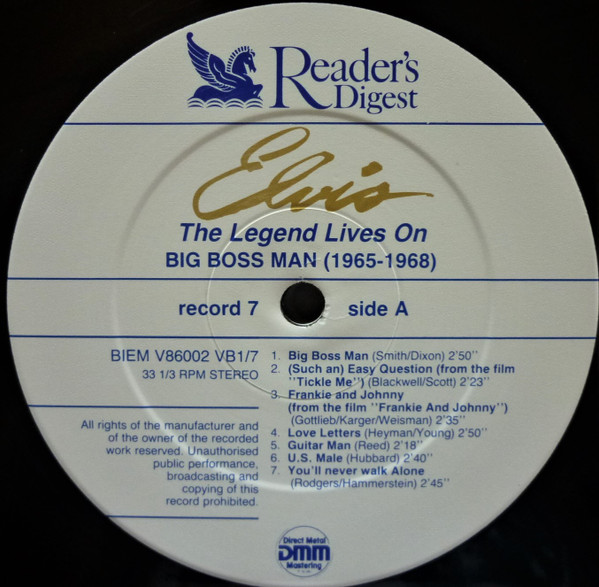 Reader's
Digest
Elvis
The Legend Lives On
BIG BOSS MAN (1965-1968)
record 7 side A
BIEM V86002 VB1/7
33 1/3 RPM STEREO
All rights of the manufacturer and
of the owner of the recorded
work reserved. Unauthorised
public performance,
broadcasting and
copying of this
record prohibited.
1. Big Boss Man (Smith/Dixon) 2'50''
2. (Such an) Easy Question (from the film
''Tickle Me'') (Blackwell/Scott) 2'23''
3. Frankie and Johnny
(from the film ''Frankie And Johnny'')
(Gottlieb/Karger/Weisman) 2'35''
4. Love Letters (Heyman/Young) 2'50''
5. Guitar Man (Reed) 2'18''
6. U.S. Male (Hubbard) 2'40''
7. You'll never walk Alone
(Rodgers/Hammerstein) 2'45''
Direct Metal
DMM
Mastering